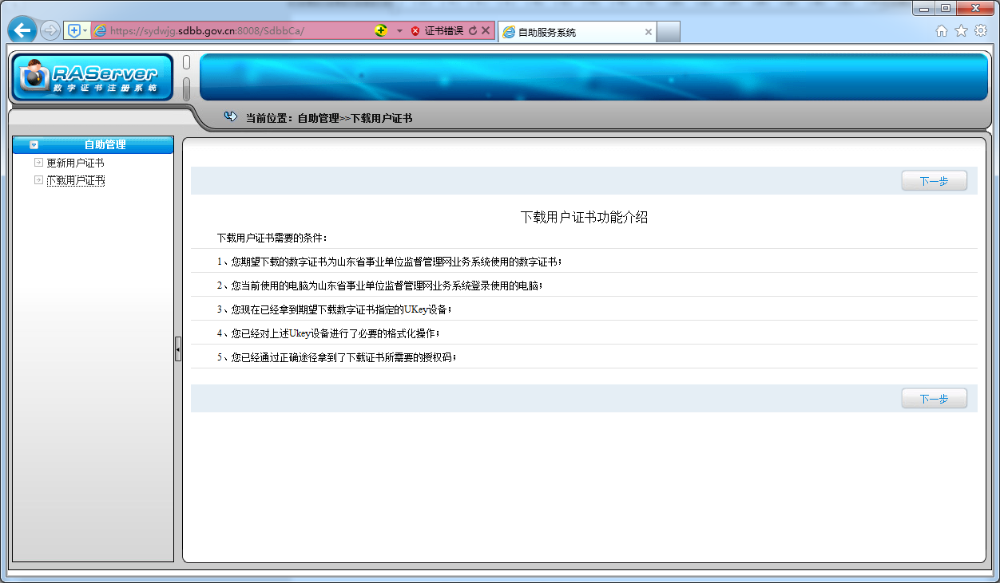 https://sydwjg.sdbb.gov.cn:8008/SdbbCa/
证书错误
自助服务系统
RAServer
数字证书注册系统
当前位置：自助管理>>下载用户证书
自助管理
更新用户证书
下载用户证书
下一步
下载用户证书功能介绍
下载用户证书需要的条件：
1、您期望下载的数字证书为山东省事业单位监督管理网业务系统使用的数字证书；
2、您当前使用的电脑为山东省事业单位监督管理网业务系统登录使用的电脑；
3、您现在已经拿到期望下载数字证书指定的UKey设备；
4、您已经对上述Ukey设备进行了必要的格式化操作；
5、您已经通过正确途径拿到了下载证书所需要的授权码；
下一步